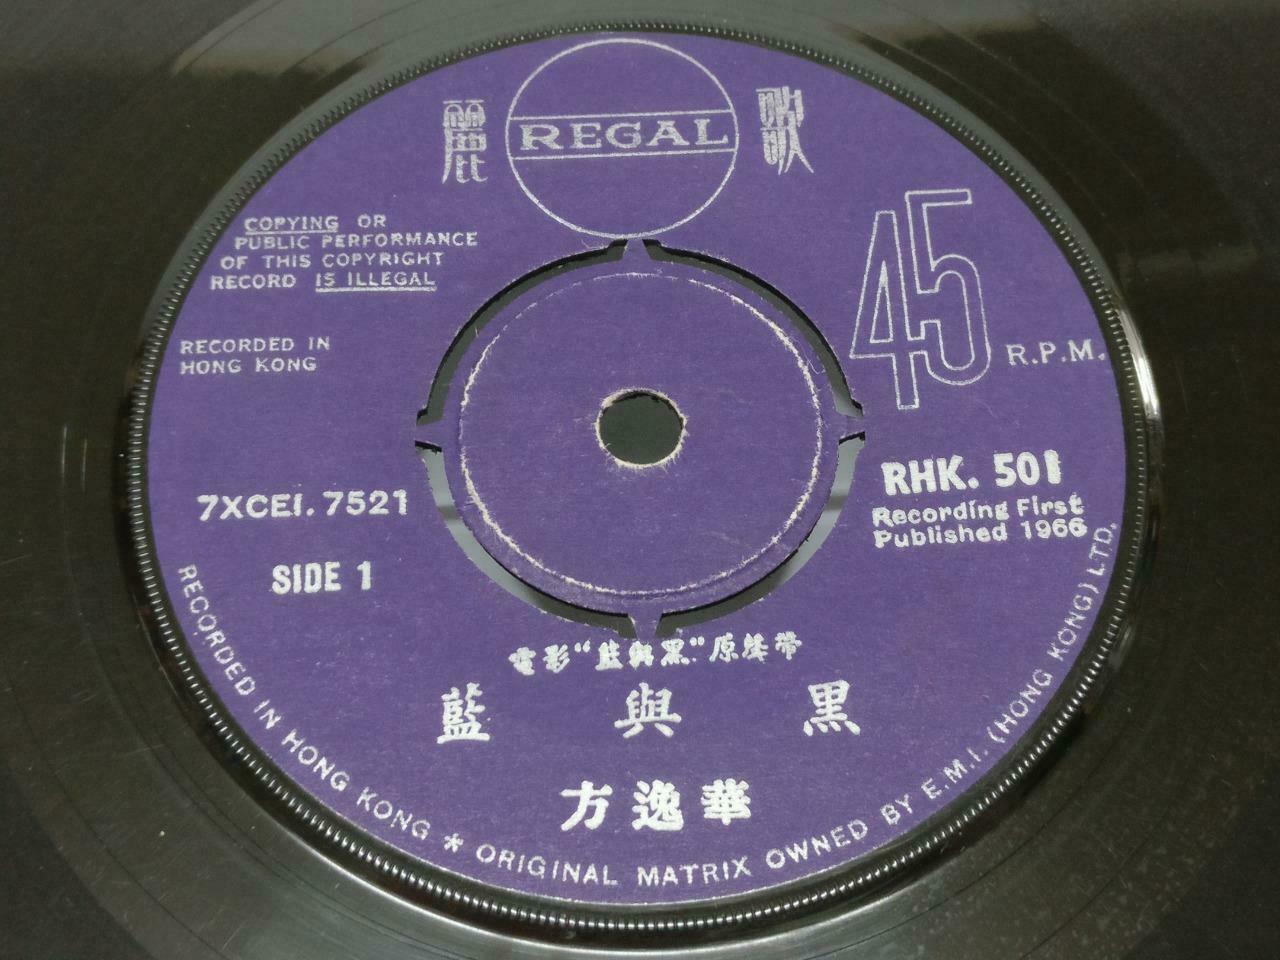 麗 REGAL 歌
COPYING OR
PUBLIC PERFORMANCE
OF THIS COPYRIGHT
RECORD IS ILLEGAL
45 R.P.M.
RECORDED IN
HONG KONG
7XCEI. 7521
SIDE 1
RHK. 501
Recording First
Published 1966
電影“藍與黑”原聲帶
藍與黑
方逸華
RECORDED IN HONG KONG * ORIGINAL MATRIX OWNED BY E.M.I. (HONG KONG) LTD.